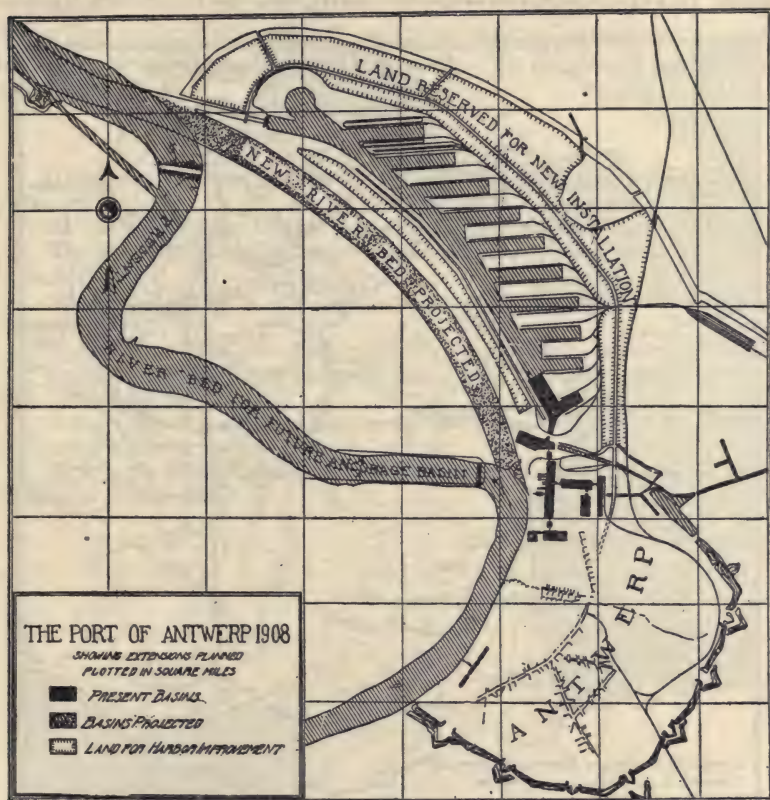 LAND RESERVED FOR NEW INSTALLATION
NEW RIVER BED PROJECTED
RIVER BED FOR FUTURE ANCHORAGE BASIN
ANTWERP
THE PORT OF ANTWERP 1908
SHOWING EXTENSIONS PLANNED
PLOTTED IN SQUARE MILES
PRESENT BASINS
BASINS PROJECTED
LAND FOR HARBOR IMPROVEMENT